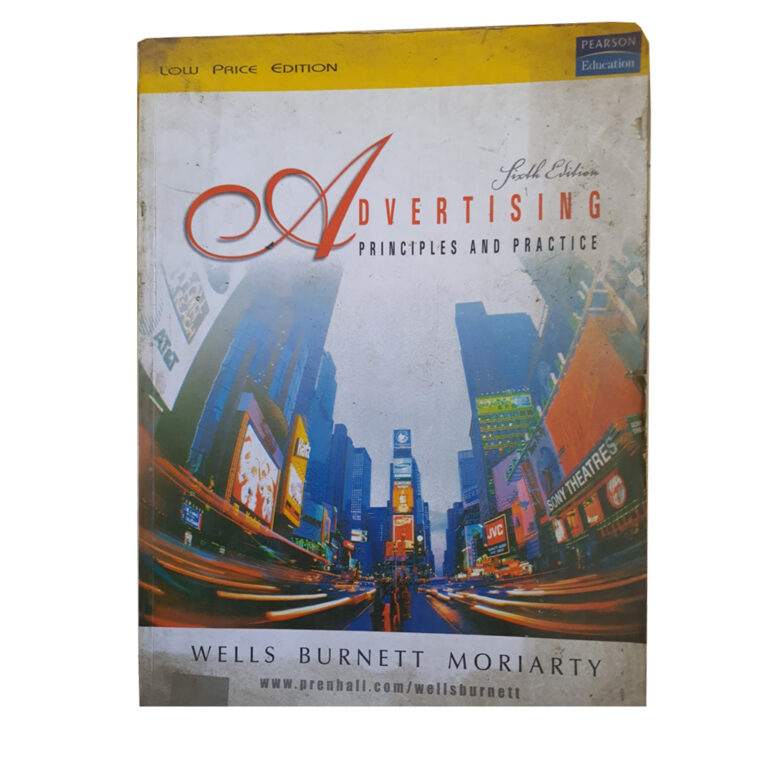 PEARSON
Education
LOW PRICE EDITION
Sixth Edition
ADVERTISING
PRINCIPLES AND PRACTICE
AT&T
SONY THEATRES
JVC
WELLS BURNETT MORIARTY
www.prenhall.com/wellsburnett